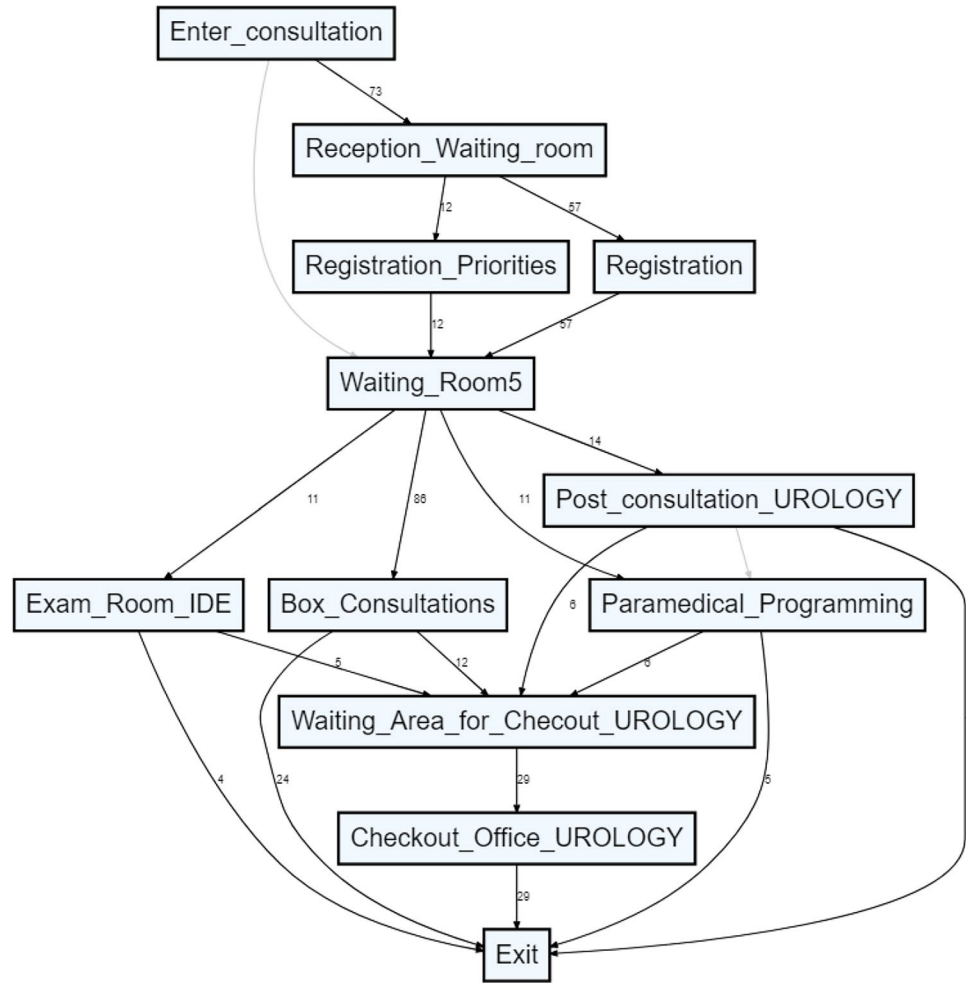 Enter_consultation
73
Reception_Waiting_room
12
57
Registration_Priorities
Registration
12
57
Waiting_Room5
14
11
86
11
Post_consultation_UROLOGY
Exam_Room_IDE
Box_Consultations
6
Paramedical_Programming
5
12
6
Waiting_Area_for_Checout_UROLOGY
4
24
29
5
Checkout_Office_UROLOGY
29
Exit